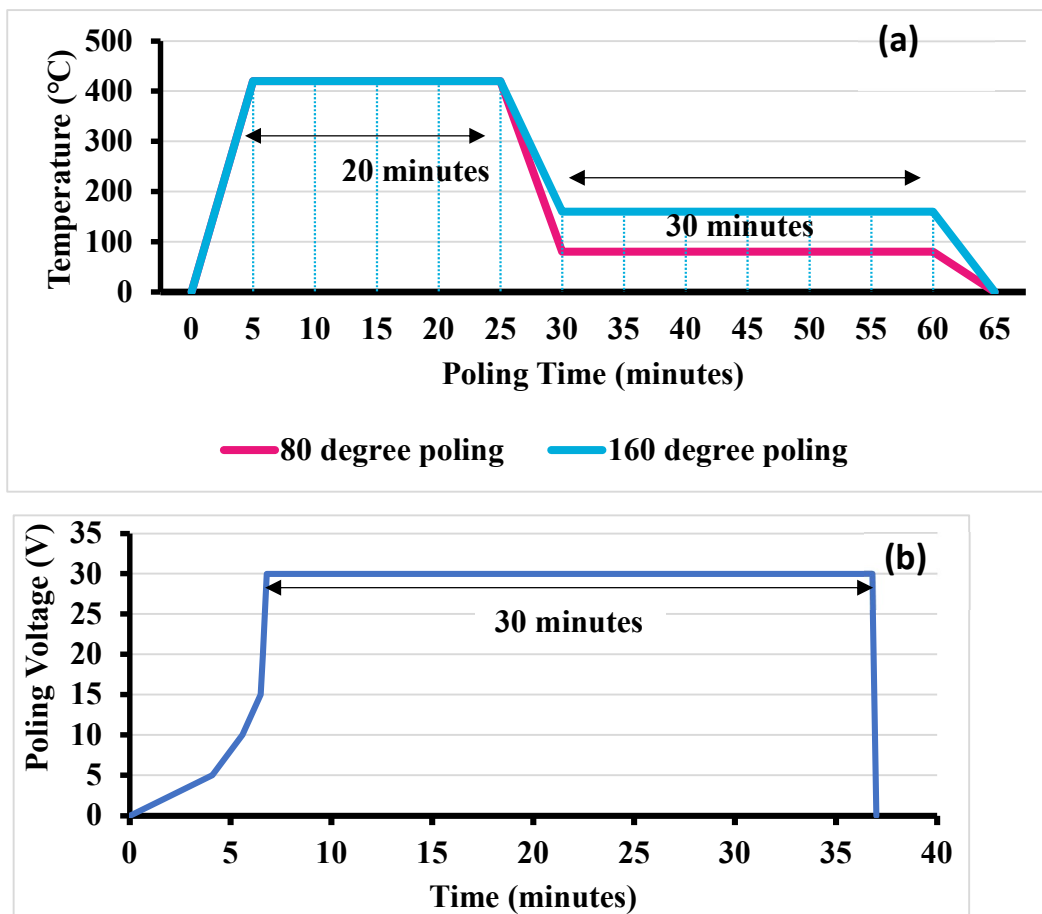 (a)
Temperature (°C)
500
400
300
200
100
0
20 minutes
30 minutes
0 5 10 15 20 25 30 35 40 45 50 55 60 65
Poling Time (minutes)
80 degree poling 160 degree poling
(b)
Poling Voltage (V)
35
30
25
20
15
10
5
0
30 minutes
0 5 10 15 20 25 30 35 40
Time (minutes)